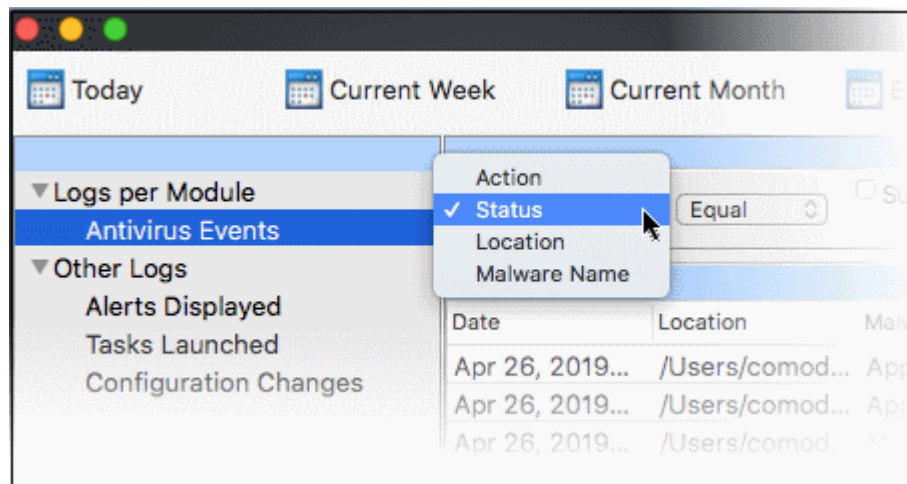 Today Current Week Current Month
Action
Logs per Module
✓ Status Equal
Antivirus Events
Location
Other Logs
Malware Name
Alerts Displayed
Date Location
Tasks Launched
Apr 26, 2019... /Users/comod...
Configuration Changes
Apr 26, 2019... /Users/comod...
Apr 26, 2019... /Users/comod.